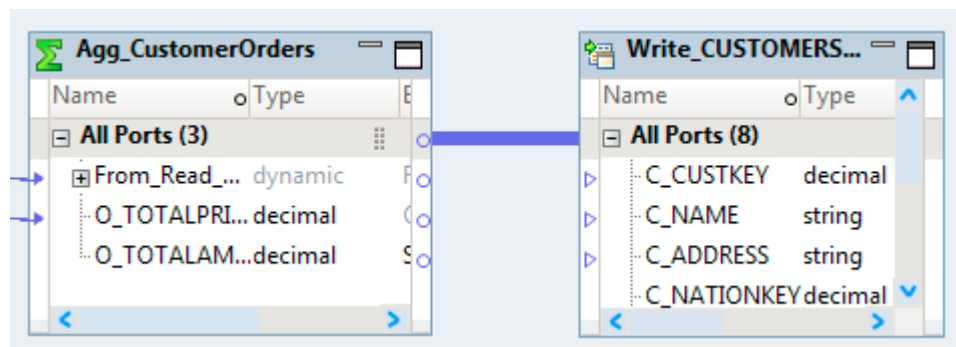 Agg_CustomerOrders
Name Type
All Ports (3)
From_Read_... dynamic
O_TOTALPRI... decimal
O_TOTALAM... decimal
Write_CUSTOMERS...
Name Type
All Ports (8)
C_CUSTKEY decimal
C_NAME string
C_ADDRESS string
C_NATIONKEY decimal